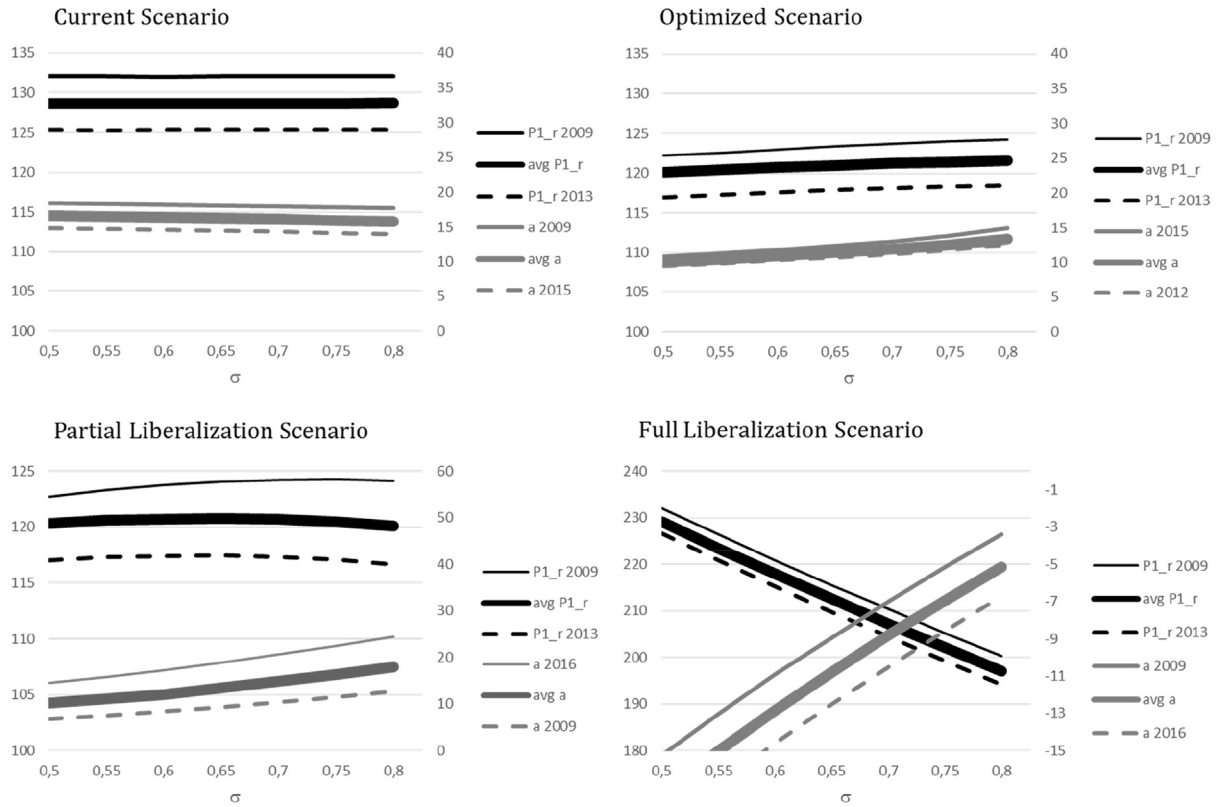 Current Scenario
135
130
125
120
115
110
105
100
40
35
30
25
20
15
10
5
0
0,5 0,55 0,6 0,65 0,7 0,75 0,8
σ
P1_r 2009
avg P1_r
P1_r 2013
a 2009
avg a
a 2015
Optimized Scenario
135
130
125
120
115
110
105
100
40
35
30
25
20
15
10
5
0
0,5 0,55 0,6 0,65 0,7 0,75 0,8
σ
P1_r 2009
avg P1_r
P1_r 2013
a 2015
avg a
a 2012
Partial Liberalization Scenario
125
120
115
110
105
100
60
50
40
30
20
10
0
0,5 0,55 0,6 0,65 0,7 0,75 0,8
σ
P1_r 2009
avg P1_r
P1_r 2013
a 2016
avg a
a 2009
Full Liberalization Scenario
240
230
220
210
200
190
180
-1
-3
-5
-7
-9
-11
-13
-15
0,5 0,55 0,6 0,65 0,7 0,75 0,8
σ
P1_r 2009
avg P1_r
P1_r 2013
a 2009
avg a
a 2016